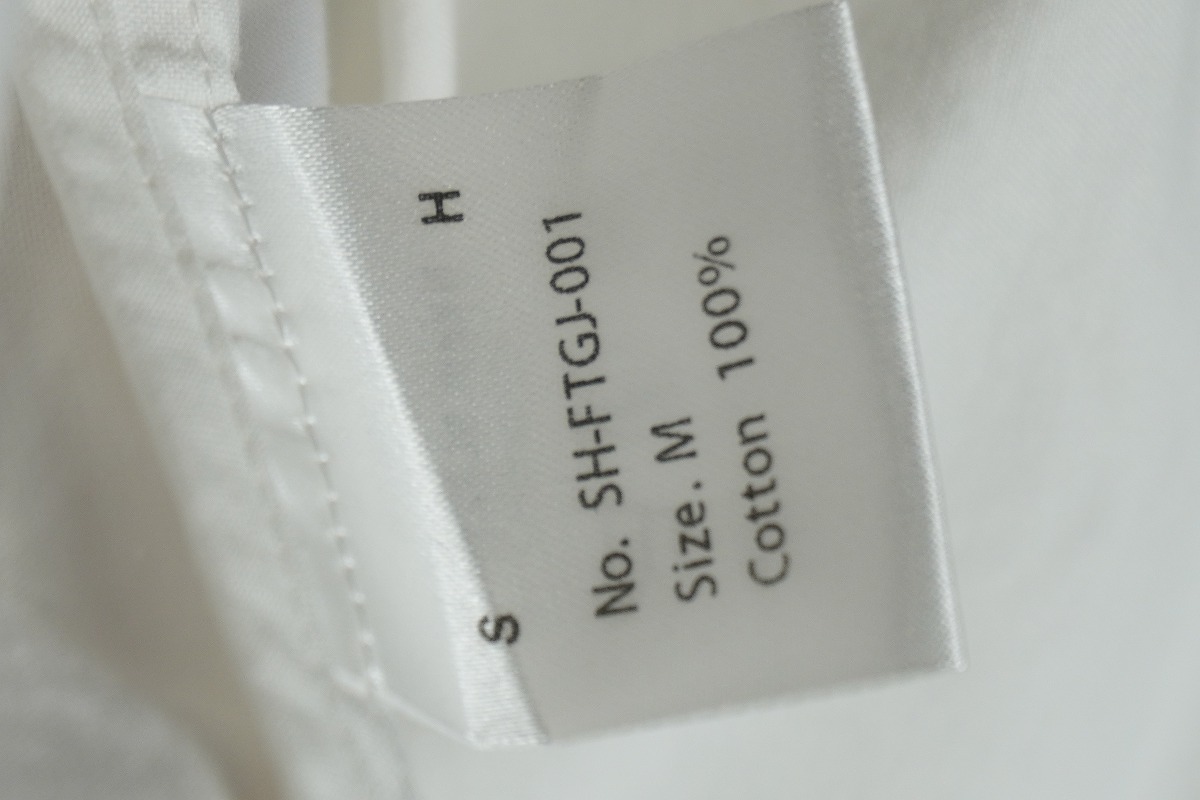 S H
No. SH-FTGJ-001
Size. M
Cotton 100%